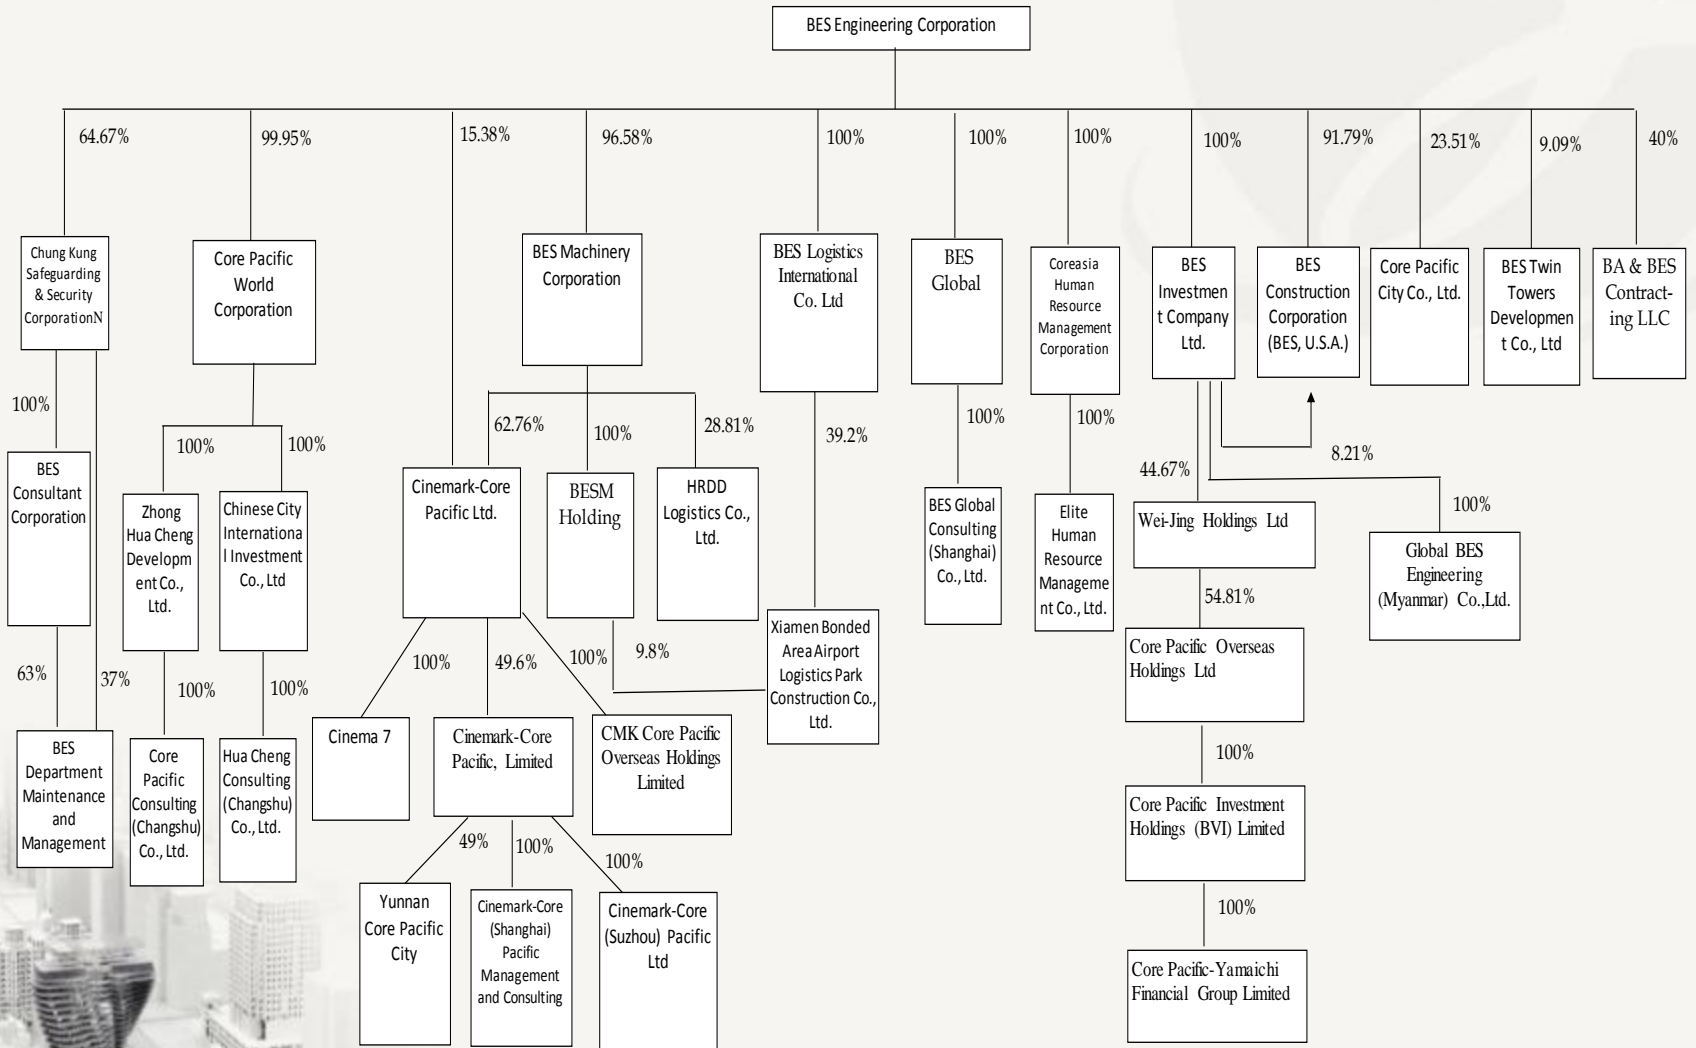 BES Engineering Corporation
64.67%
99.95%
15.38%
96.58%
100%
100%
100%
100%
91.79%
23.51%
9.09%
40%
Chung Kung
Safeguarding
& Security
CorporationN
Core Pacific
World
Corporation
BES Machinery
Corporation
BES Logistics
International
Co. Ltd
BES
Global
Coreasia
Human
Resource
Management
Corporation
BES
Investmen
t Company
Ltd.
BES
Construction
Corporation
(BES, U.S.A.)
Core Pacific
City Co., Ltd.
BES Twin
Towers
Developmen
t Co., Ltd
BA & BES
Contract-
ing LLC
100%
100%
100%
62.76%
100%
28.81%
39.2%
100%
100%
44.67%
8.21%
100%
BES
Consultant
Corporation
Zhong
Hua Cheng
Developm
ent Co.,
Ltd.
Chinese City
Internationa
l Investment
Co., Ltd
Cinemark-Core
Pacific Ltd.
BESM
Holding
HRDD
Logistics Co.,
Ltd.
BES Global
Consulting
(Shanghai)
Co., Ltd.
Elite
Human
Resource
Manageme
nt Co., Ltd.
Wei-Jing Holdings Ltd
Global BES
Engineering
(Myanmar) Co.,Ltd.
54.81%
63%
37%
100%
100%
100%
49.6%
100%
9.8%
Xiamen Bonded
Area Airport
Logistics Park
Construction Co.,
Ltd.
Core Pacific Overseas
Holdings Ltd
BES
Department
Maintenance
and
Management
Core
Pacific
Consulting
(Changshu)
Co., Ltd.
Hua Cheng
Consulting
(Changshu)
Co., Ltd.
Cinema 7
Cinemark-Core
Pacific, Limited
CMK Core Pacific
Overseas Holdings
Limited
100%
Core Pacific Investment
Holdings (BVI) Limited
49%
100%
100%
100%
Yunnan
Core Pacific
City
Cinemark-Core
(Shanghai)
Pacific
Management
and Consulting
Cinemark-Core
(Suzhou) Pacific
Ltd
Core Pacific-Yamaichi
Financial Group Limited